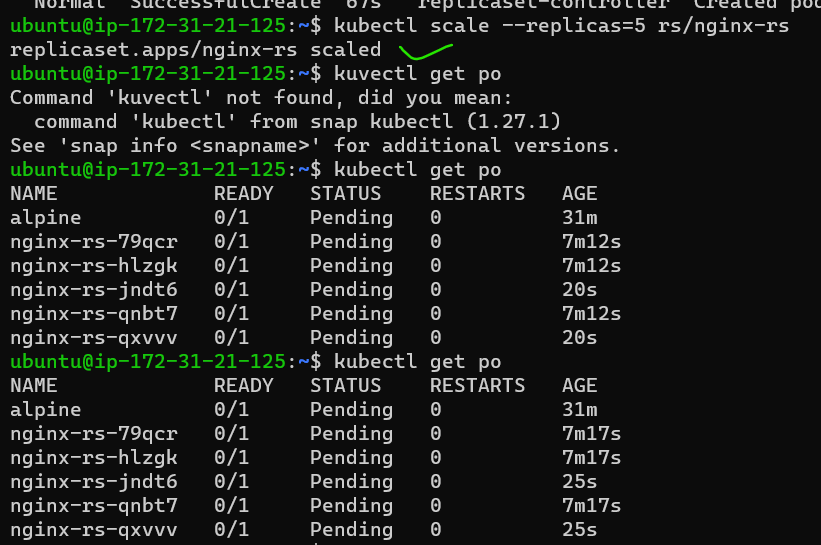 Normal  SuccessfulCreate  67s   replicaset-controller  Created pod
ubuntu@ip-172-31-21-125:~$ kubectl scale --replicas=5 rs/nginx-rs
replicaset.apps/nginx-rs scaled
ubuntu@ip-172-31-21-125:~$ kuvectl get po
Command 'kuvectl' not found, did you mean:
  command 'kubectl' from snap kubectl (1.27.1)
See 'snap info <snapname>' for additional versions.
ubuntu@ip-172-31-21-125:~$ kubectl get po
NAME             READY   STATUS    RESTARTS   AGE
alpine           0/1     Pending   0          31m
nginx-rs-79qcr   0/1     Pending   0          7m12s
nginx-rs-hlzgk   0/1     Pending   0          7m12s
nginx-rs-jndt6   0/1     Pending   0          20s
nginx-rs-qnbt7   0/1     Pending   0          7m12s
nginx-rs-qxvvv   0/1     Pending   0          20s
ubuntu@ip-172-31-21-125:~$ kubectl get po
NAME             READY   STATUS    RESTARTS   AGE
alpine           0/1     Pending   0          31m
nginx-rs-79qcr   0/1     Pending   0          7m17s
nginx-rs-hlzgk   0/1     Pending   0          7m17s
nginx-rs-jndt6   0/1     Pending   0          25s
nginx-rs-qnbt7   0/1     Pending   0          7m17s
nginx-rs-qxvvv   0/1     Pending   0          25s